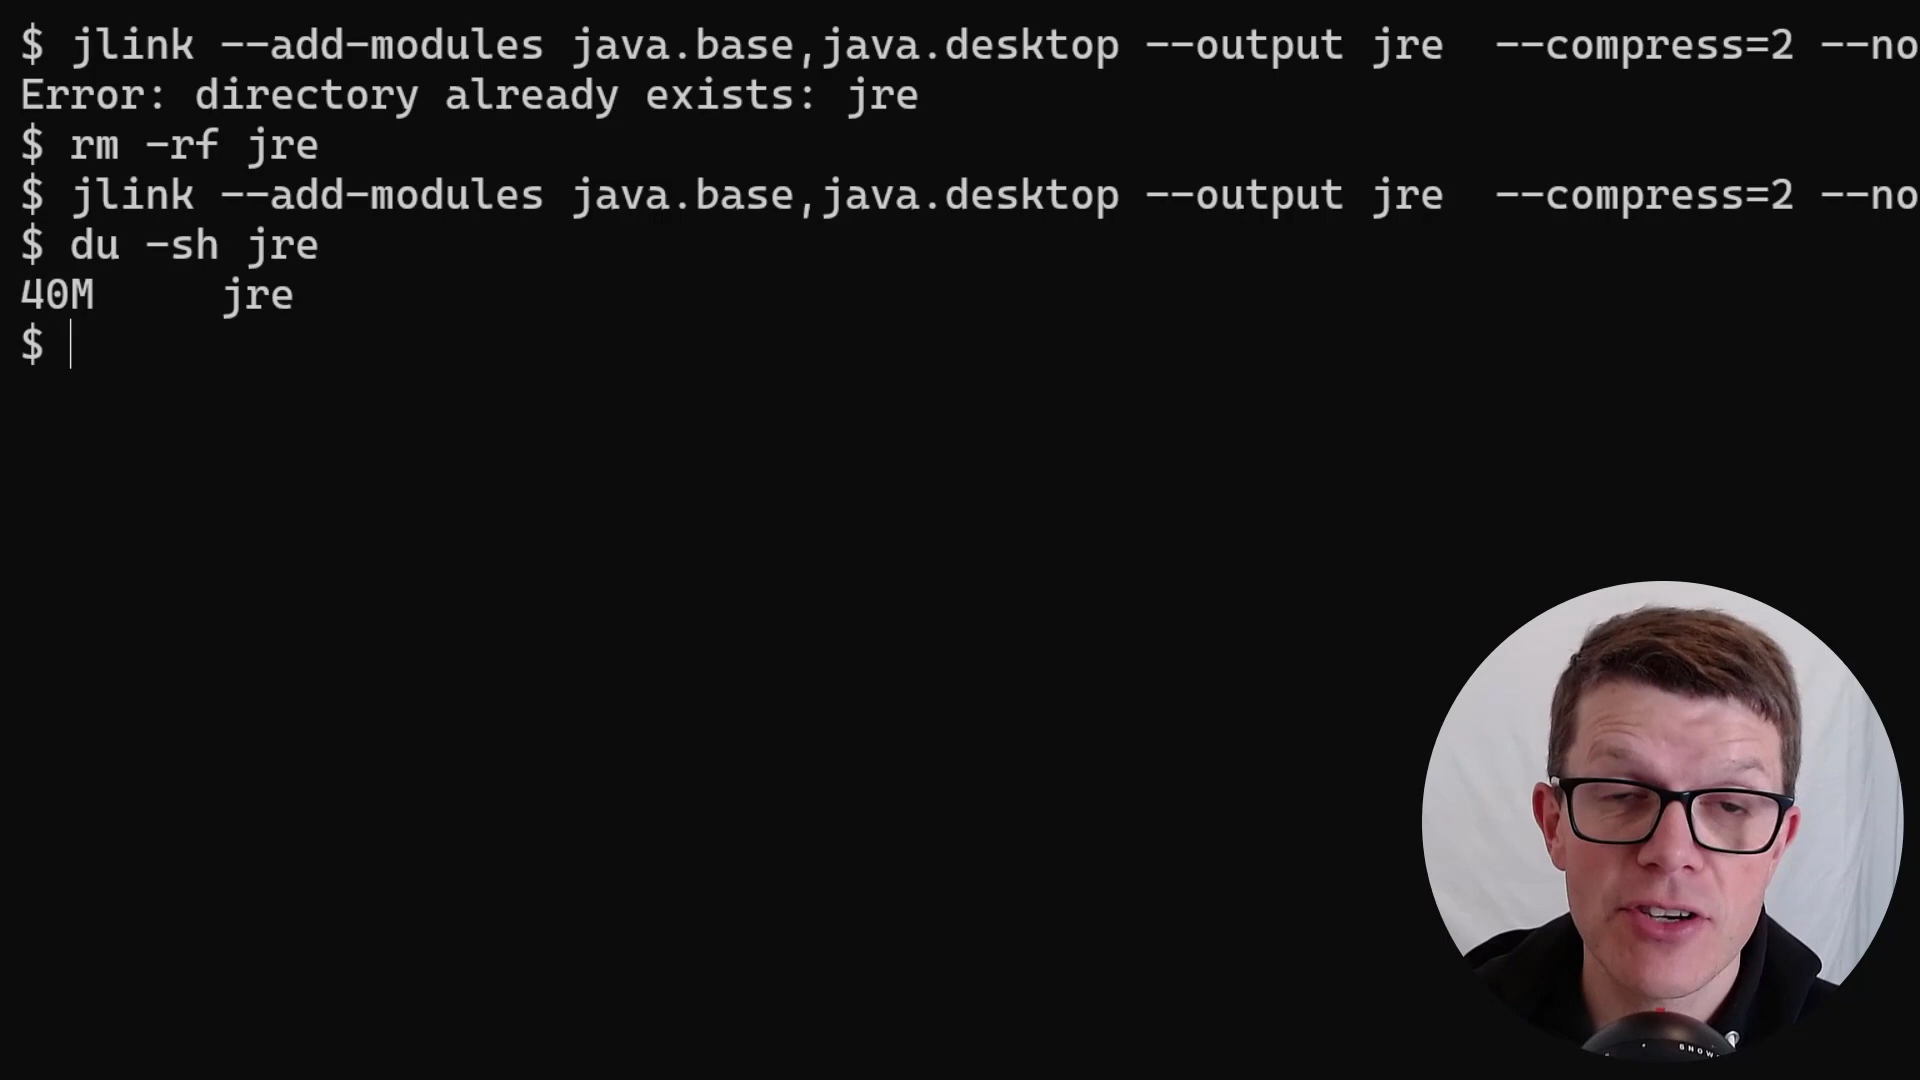 $ jlink --add-modules java.base,java.desktop --output jre  --compress=2 --no
Error: directory already exists: jre
$ rm -rf jre
$ jlink --add-modules java.base,java.desktop --output jre  --compress=2 --no
$ du -sh jre
40M     jre
$
SNOW